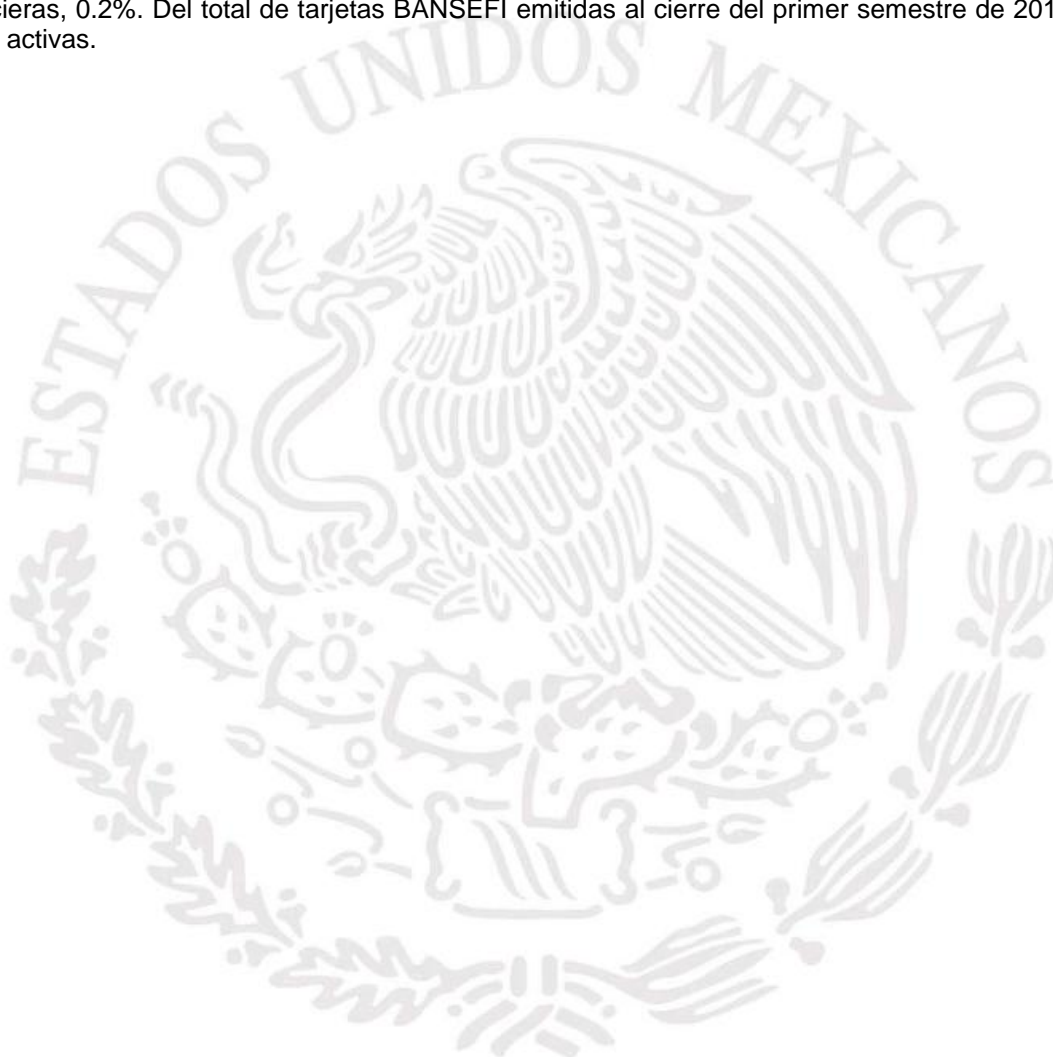 cieras, 0.2%. Del total de tarjetas BANSEFI emitidas al cierre del primer semestre de 201
activas.
ESTADOS UNIDOS MEXICANOS